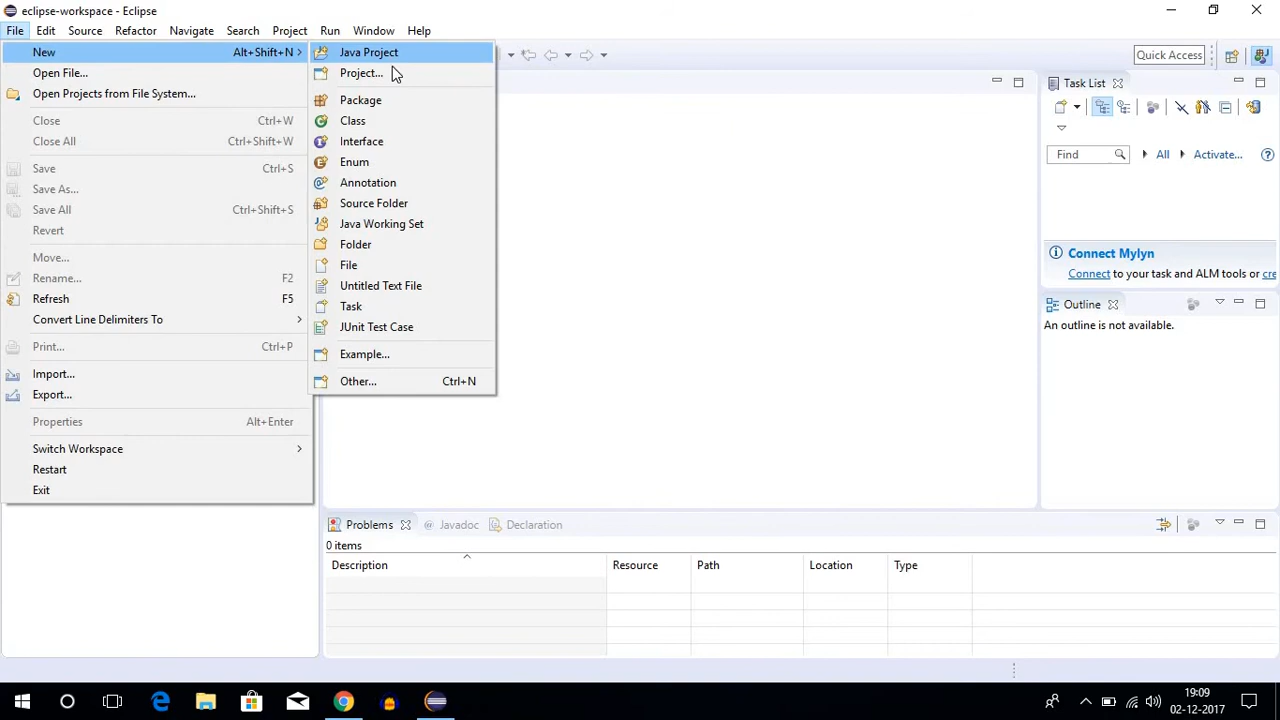 eclipse-workspace - Eclipse
File Edit Source Refactor Navigate Search Project Run Window Help
New Alt+Shift+N
Open File...
Open Projects from File System...
Close Ctrl+W
Close All Ctrl+Shift+W
Save Ctrl+S
Save As...
Save All Ctrl+Shift+S
Revert
Move...
Rename... F2
Refresh F5
Convert Line Delimiters To
Print... Ctrl+P
Import...
Export...
Properties Alt+Enter
Switch Workspace
Restart
Exit
Java Project
Project...
Package
Class
Interface
Enum
Annotation
Source Folder
Java Working Set
Folder
File
Untitled Text File
Task
JUnit Test Case
Example...
Other... Ctrl+N
Quick Access
Task List
Find All Activate...
Connect Mylyn
Connect to your task and ALM tools or cre
Outline
An outline is not available.
Problems @ Javadoc Declaration
0 items
Description Resource Path Location Type
19:09
02-12-2017